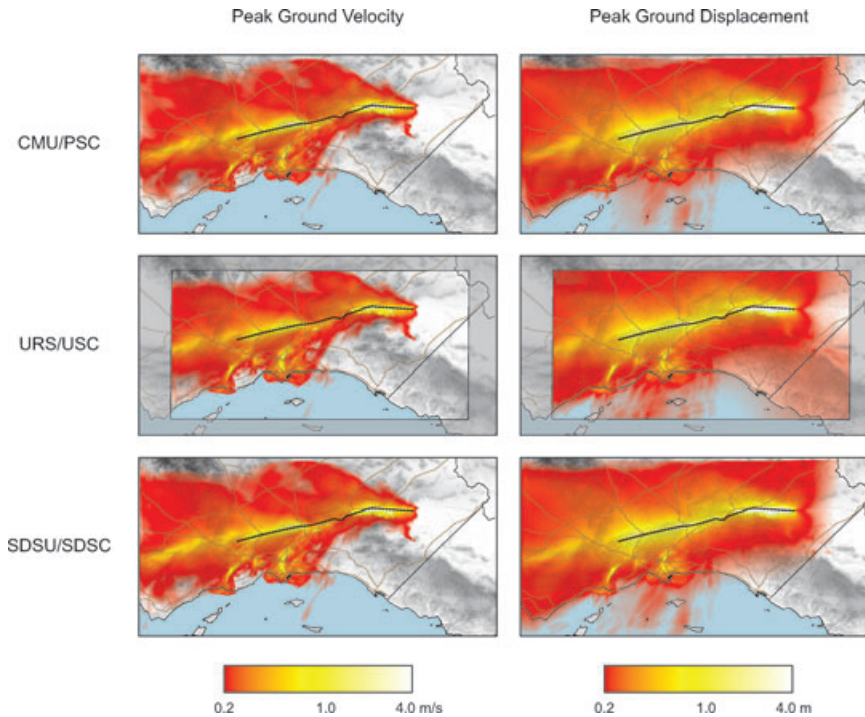 Peak Ground Velocity
Peak Ground Displacement
CMU/PSC
URS/USC
SDSU/SDSC
0.2 1.0 4.0 m/s
0.2 1.0 4.0 m